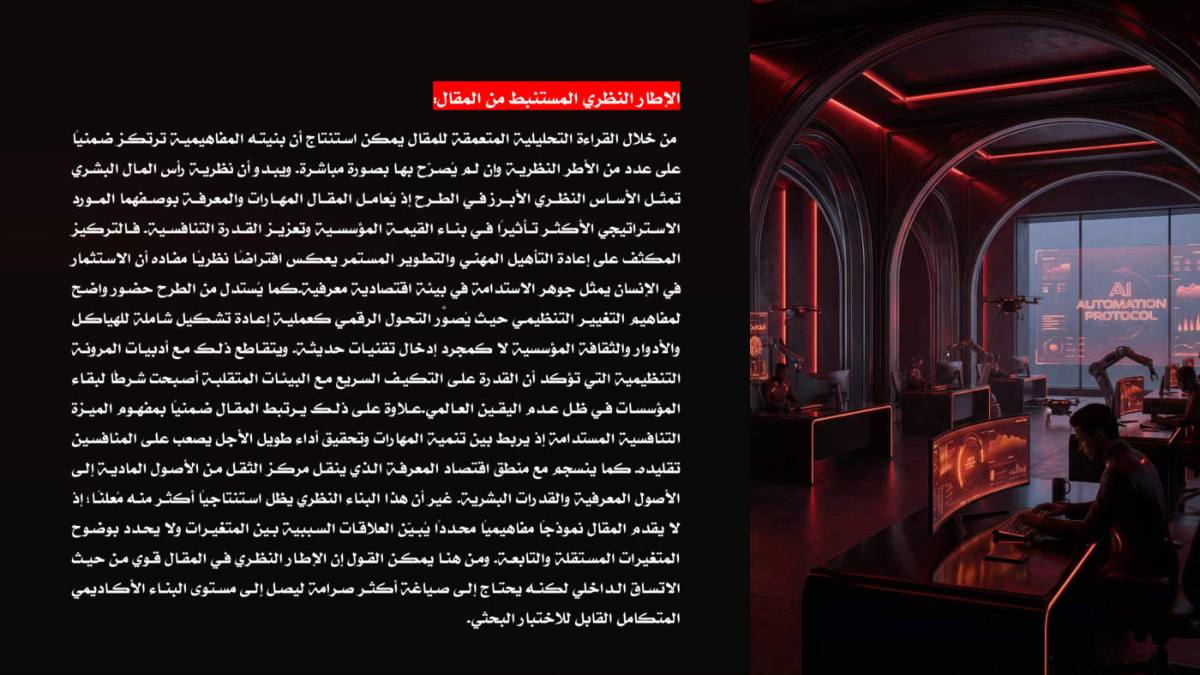 الإطار النظري المستنبط من المقال:
من خلال القراءة التحليلية المتعمقة للمقال يمكن استنتاج أن بنيته المفاهيمية ترتكز ضمنيًا
على عدد من الأطر النظرية وإن لم يُصرّح بها بصورة مباشرة. ويبدو أن نظرية رأس المال البشري
تمثل الأساس النظري الأبرز في الطرح إذ يُعامل المقال المهارات والمعرفة بوصفهما المورد
الاستراتيجي الأكثر تأثيرًا في بناء القيمة المؤسسية وتعزيز القدرة التنافسية. فالتركيز
المكثف على إعادة التأهيل المهني والتطوير المستمر يعكس افتراضًا نظريًا مفاده أن الاستثمار
في الإنسان يمثل جوهر الاستدامة في بيئة اقتصادية معرفية.كما يُستدل من الطرح حضور واضح
لمفاهيم التغيير التنظيمي حيث يُصوَّر التحول الرقمي كعملية إعادة تشكيل شاملة للهياكل
والأدوار والثقافة المؤسسية لا كمجرد إدخال تقنيات حديثة. ويتقاطع ذلك مع أدبيات المرونة
التنظيمية التي تؤكد أن القدرة على التكيف السريع مع البيئات المتقلبة أصبحت شرطًا لبقاء
المؤسسات في ظل عدم اليقين العالمي.علاوة على ذلك يرتبط المقال ضمنيًا بمفهوم الميزة
التنافسية المستدامة إذ يربط بين تنمية المهارات وتحقيق أداء طويل الأجل يصعب على المنافسين
تقليده. كما ينسجم مع منطق اقتصاد المعرفة الذي ينقل مركز الثقل من الأصول المادية إلى
الأصول المعرفية والقدرات البشرية. غير أن هذا البناء النظري يظل استنتاجيًا أكثر منه مُعلنًا؛ إذ
لا يقدم المقال نموذجًا مفاهيميًا محددًا يُبيّن العلاقات السببية بين المتغيرات ولا يحدد بوضوح
المتغيرات المستقلة والتابعة. ومن هنا يمكن القول إن الإطار النظري في المقال قوي من حيث
الاتساق الداخلي لكنه يحتاج إلى صياغة أكثر صرامة ليصل إلى مستوى البناء الأكاديمي
المتكامل القابل للاختبار البحثي.
AI
AUTOMATION
PROTOCOL